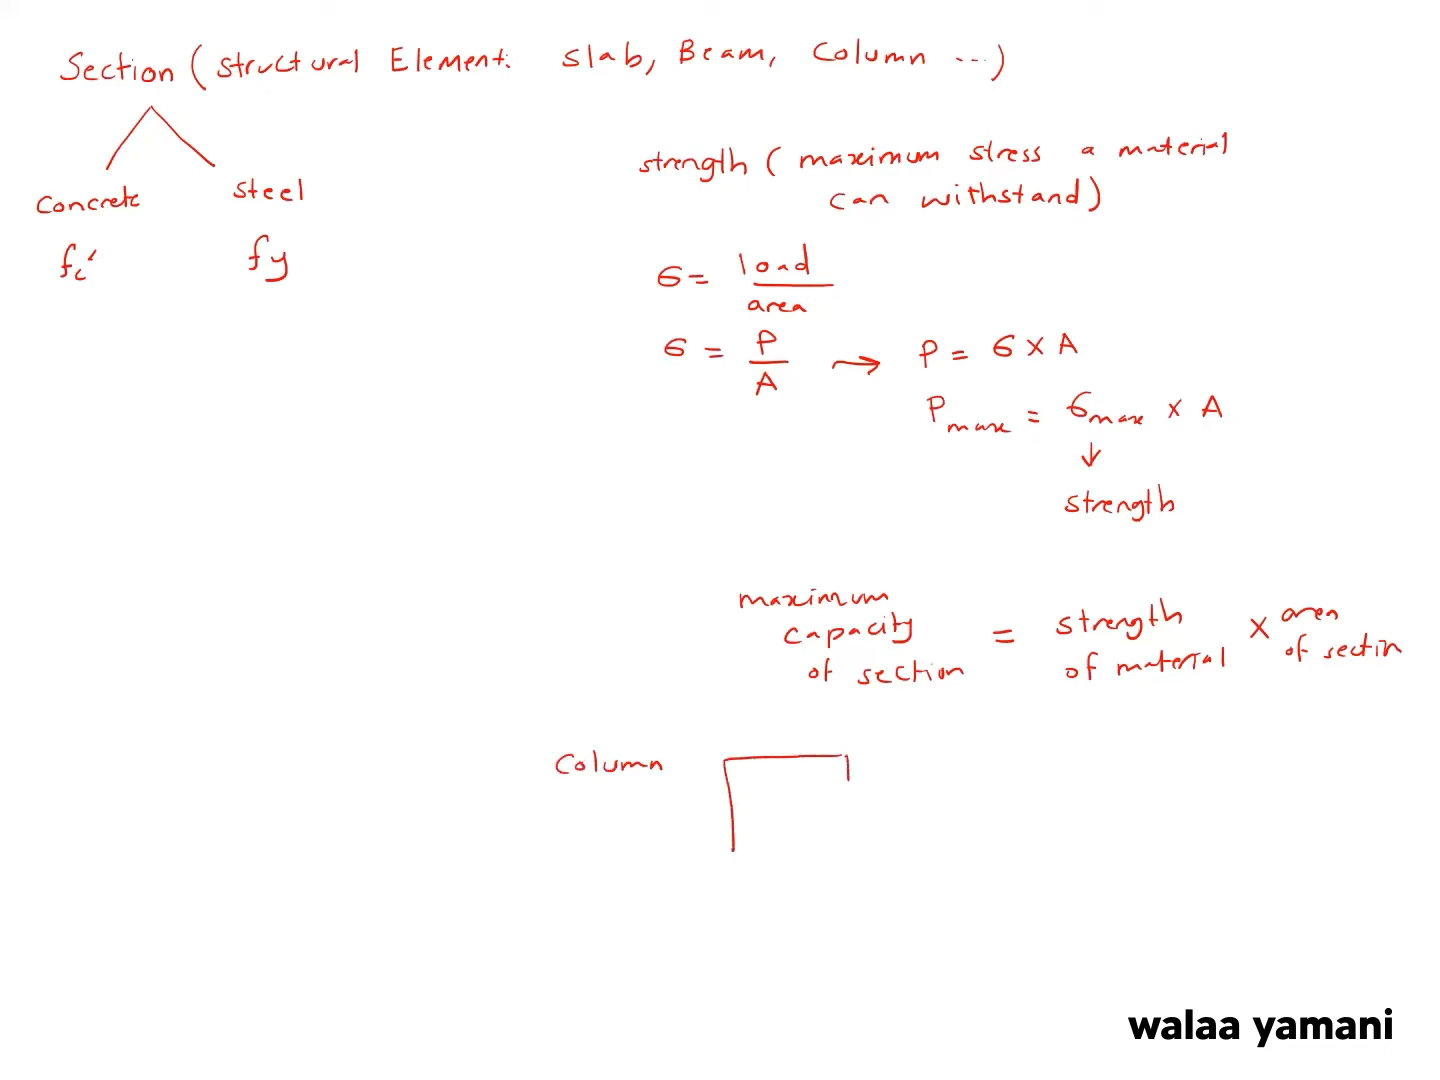 Section (structural Element: slab, Beam, Column ...)
Concrete
steel
fc'
fy
strength (maximum stress a material
can withstand)
σ = load
area
σ = P
A
→ P = σ × A
Pmax = σmax × A
↓
strength
maximum
capacity
of section
=
strength
of material
×
area
of sectin
Column
walaa yamani